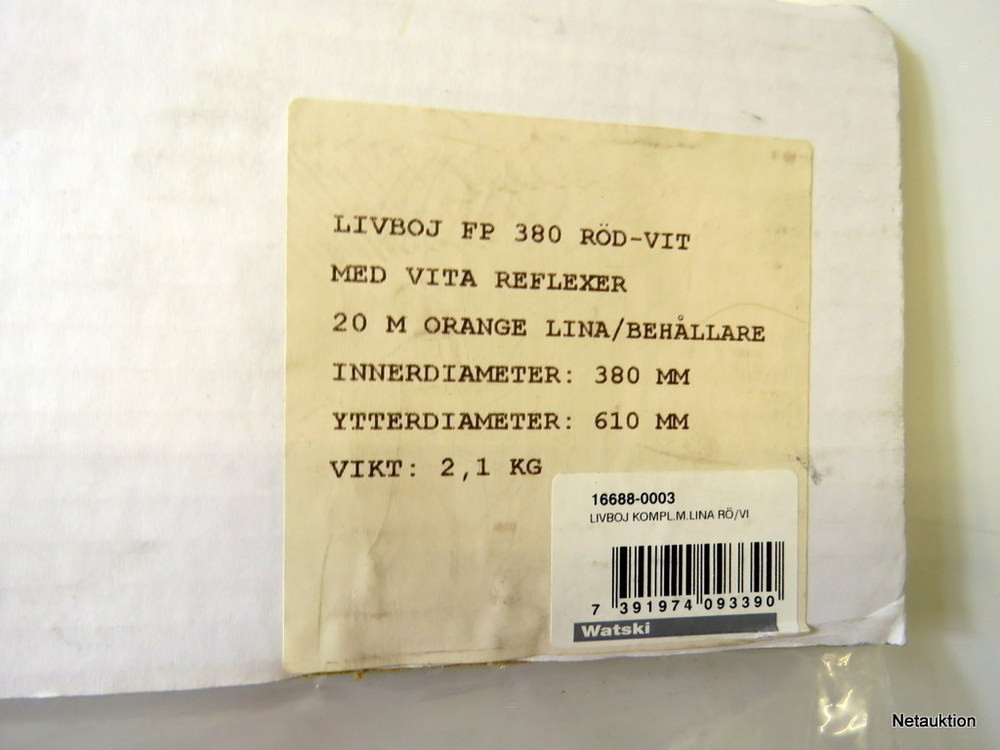 LIVBOJ FP 380 RÖD-VIT
MED VITA REFLEXER
20 M ORANGE LINA/BEHÅLLARE
INNERDIAMETER: 380 MM
YTTERDIAMETER: 610 MM
VIKT: 2,1 KG
16688-0003
LIVBOJ KOMPL.M.LINA RÖ/VI
7 391974 093390
Watski
Netauktion